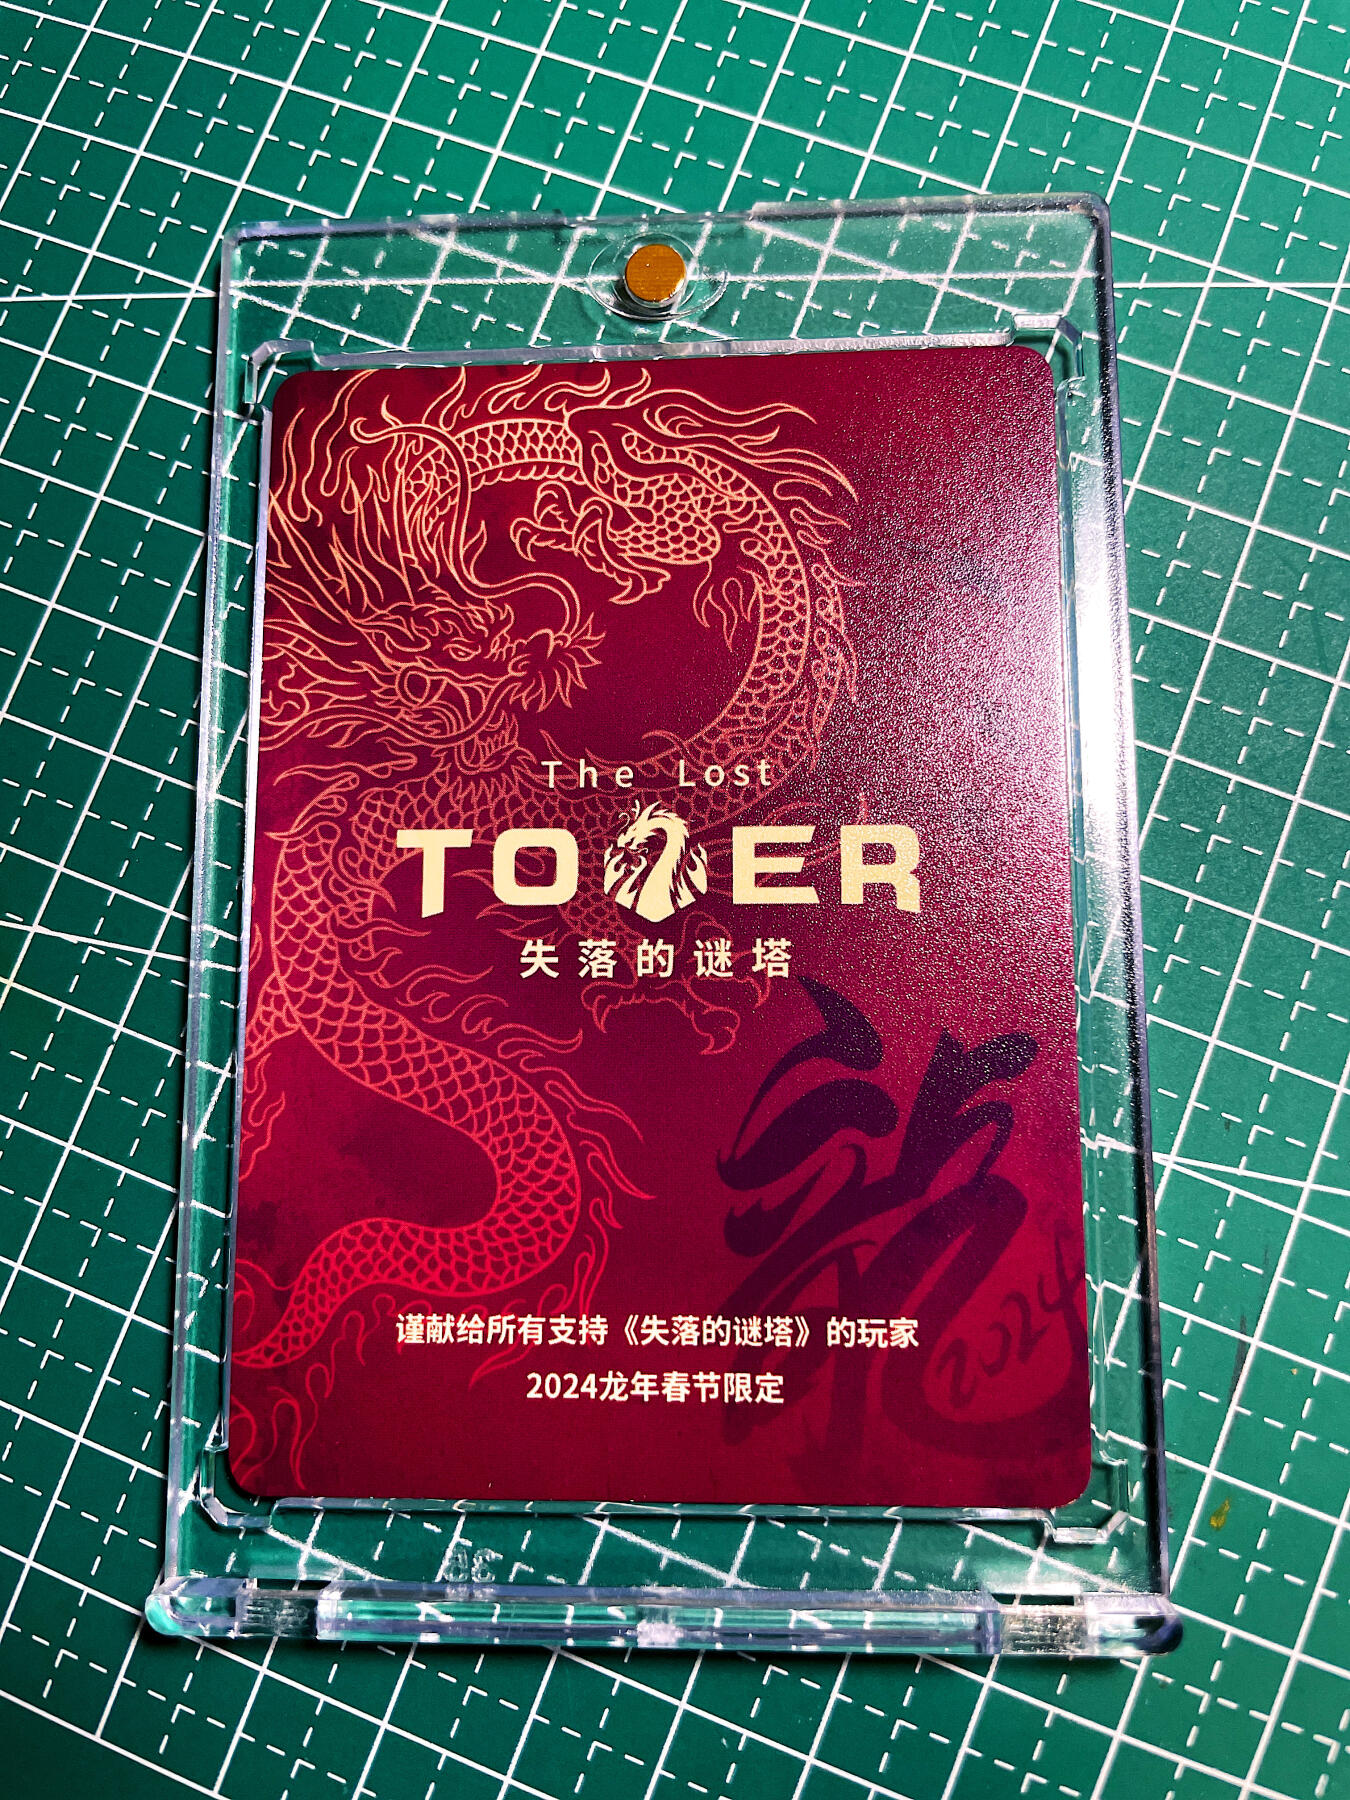 The Lost
TOWER
失落的谜塔
龍
2024
谨献给所有支持《失落的谜塔》的玩家
2024龙年春节限定